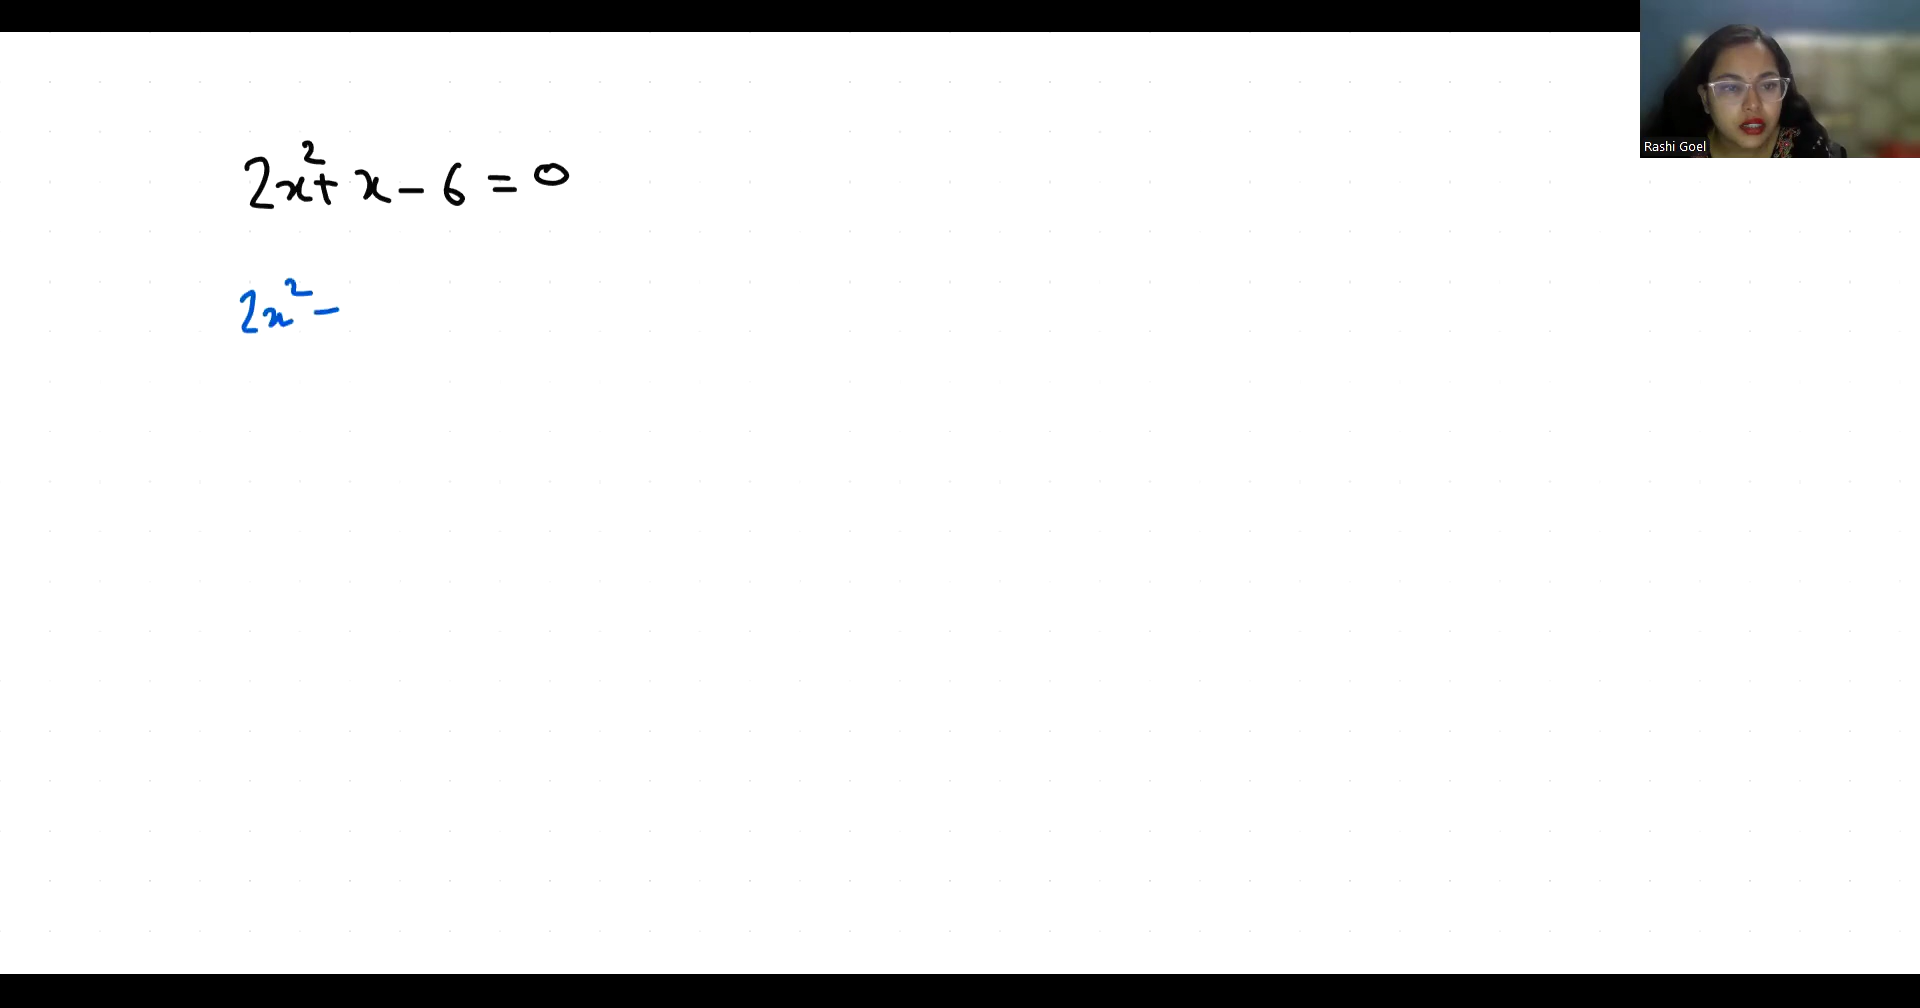 2x² + x - 6 = 0
2x² -
Rashi Goel